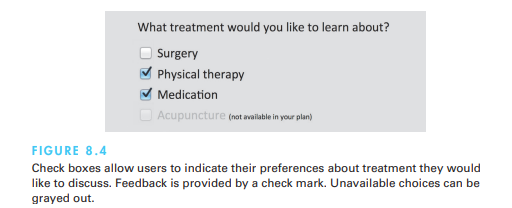 What treatment would you like to learn about?
Surgery
Physical therapy
Medication
Acupuncture (not available in your plan)
FIGURE 8.4
Check boxes allow users to indicate their preferences about treatment they would
like to discuss. Feedback is provided by a check mark. Unavailable choices can be
grayed out.